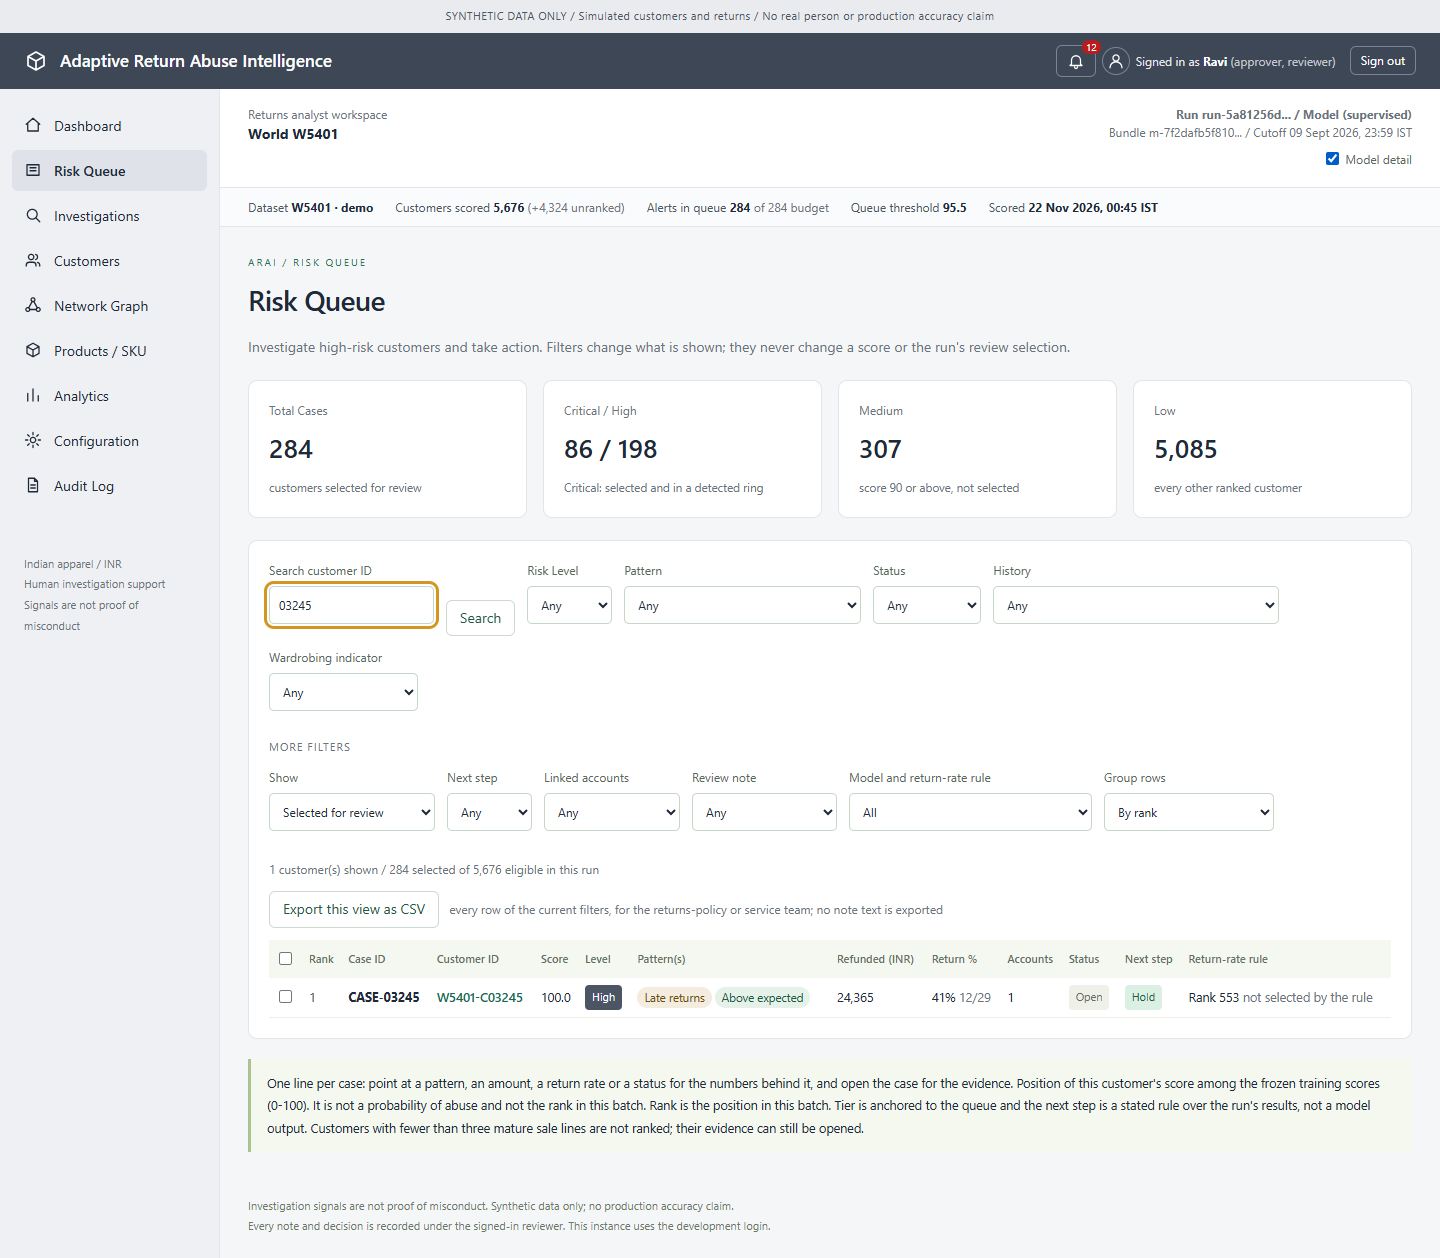 SYNTHETIC DATA ONLY / Simulated customers and returns / No real person or production accuracy claim
Adaptive Return Abuse Intelligence
12
Signed in as Ravi (approver, reviewer)
Sign out
Dashboard
Risk Queue
Investigations
Customers
Network Graph
Products / SKU
Analytics
Configuration
Audit Log
Indian apparel / INR
Human investigation support
Signals are not proof of
misconduct
Returns analyst workspace
World W5401
Run run-5a81256d... / Model (supervised)
Bundle m-7f2dafb5f810... / Cutoff 09 Sept 2026, 23:59 IST
Model detail
Dataset W5401 · demo Customers scored 5,676 (+4,324 unranked) Alerts in queue 284 of 284 budget Queue threshold 95.5 Scored 22 Nov 2026, 00:45 IST
ARAI / RISK QUEUE
Risk Queue
Investigate high-risk customers and take action. Filters change what is shown; they never change a score or the run's review selection.
Total Cases
284
customers selected for review
Critical / High
86 / 198
Critical: selected and in a detected ring
Medium
307
score 90 or above, not selected
Low
5,085
every other ranked customer
Search customer ID
03245
Search
Risk Level
Any
Pattern
Any
Status
Any
History
Any
Wardrobing indicator
Any
MORE FILTERS
Show
Selected for review
Next step
Any
Linked accounts
Any
Review note
Any
Model and return-rate rule
All
Group rows
By rank
1 customer(s) shown / 284 selected of 5,676 eligible in this run
Export this view as CSV every row of the current filters, for the returns-policy or service team; no note text is exported
Rank Case ID Customer ID Score Level Pattern(s) Refunded (INR) Return % Accounts Status Next step Return-rate rule
1 CASE-03245 W5401-C03245 100.0 High Late returns Above expected 24,365 41% 12/29 1 Open Hold Rank 553 not selected by the rule
One line per case: point at a pattern, an amount, a return rate or a status for the numbers behind it, and open the case for the evidence. Position of this customer's score among the frozen training scores
(0-100). It is not a probability of abuse and not the rank in this batch. Rank is the position in this batch. Tier is anchored to the queue and the next step is a stated rule over the run's results, not a model
output. Customers with fewer than three mature sale lines are not ranked; their evidence can still be opened.
Investigation signals are not proof of misconduct. Synthetic data only; no production accuracy claim.
Every note and decision is recorded under the signed-in reviewer. This instance uses the development login.